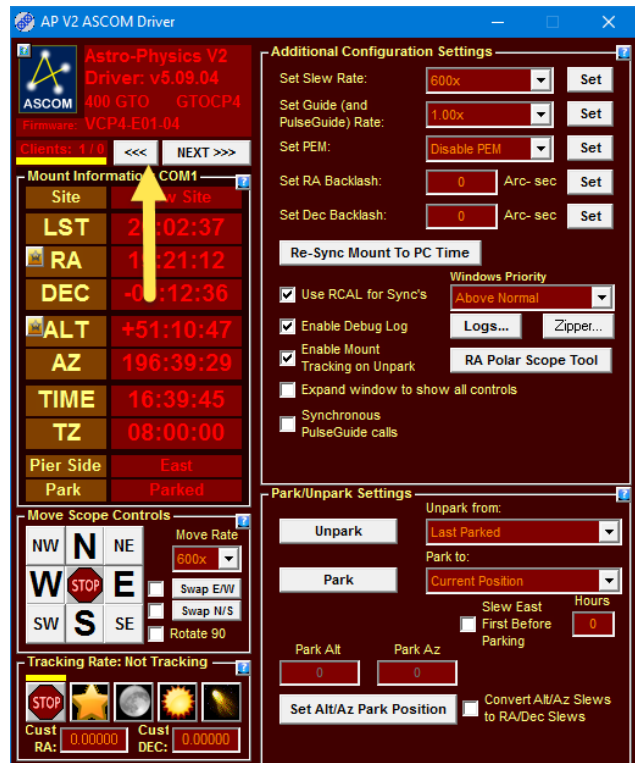 AP V2 ASCOM Driver
ASCOM
Astro-Physics V2
Driver: v5.09.04
400 GTO GTOCP4
Firmware: VCP4-E01-04
Clients: 1 / 0
<<<
NEXT >>>
Mount Information COM1
Site
Site
LST
:02:37
RA
:21:12
DEC
:12:36
ALT
+51:10:47
AZ
196:39:29
TIME
16:39:45
TZ
08:00:00
Pier Side
East
Park
Parked
Move Scope Controls
NW
N
NE
W
STOP
E
SW
S
SE
Move Rate
600x
Swap E/W
Swap N/S
Rotate 90
Tracking Rate: Not Tracking
STOP
Cust RA:
0.00000
Cust DEC:
0.00000
Additional Configuration Settings
Set Slew Rate:
600x
Set
Set Guide (and
PulseGuide) Rate:
1.00x
Set
Set PEM:
Disable PEM
Set
Set RA Backlash:
0
Arc- sec
Set
Set Dec Backlash:
0
Arc- sec
Set
Re-Sync Mount To PC Time
Windows Priority
Use RCAL for Sync's
Above Normal
Enable Debug Log
Logs...
Zipper...
Enable Mount
Tracking on Unpark
RA Polar Scope Tool
Expand window to show all controls
Synchronous
PulseGuide calls
Park/Unpark Settings
Unpark from:
Unpark
Last Parked
Park to:
Park
Current Position
Slew East
First Before
Parking
Hours
0
Park Alt
Park Az
0
0
Set Alt/Az Park Position
Convert Alt/Az Slews
to RA/Dec Slews